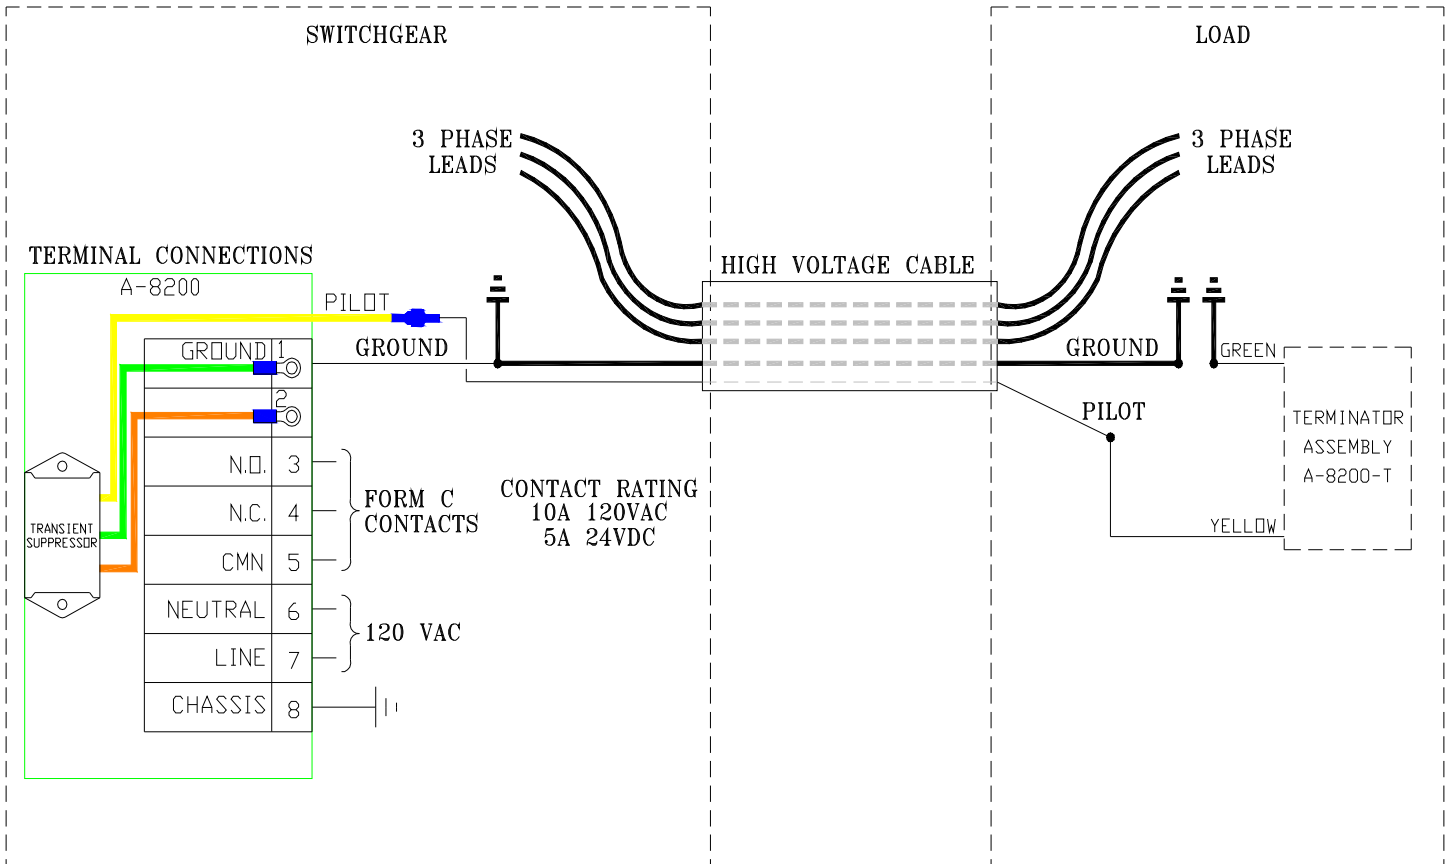 SWITCHGEAR
LOAD
3 PHASE
LEADS
3 PHASE
LEADS
TERMINAL CONNECTIONS
A-8200
HIGH VOLTAGE CABLE
PILOT
GROUND 1
GROUND
GROUND
GREEN
2
PILOT
TERMINATOR
ASSEMBLY
A-8200-T
N.O. 3
N.C. 4
CMN 5
FORM C
CONTACTS
CONTACT RATING
10A 120VAC
5A 24VDC
YELLOW
TRANSIENT
SUPPRESSOR
NEUTRAL 6
LINE 7
120 VAC
CHASSIS 8